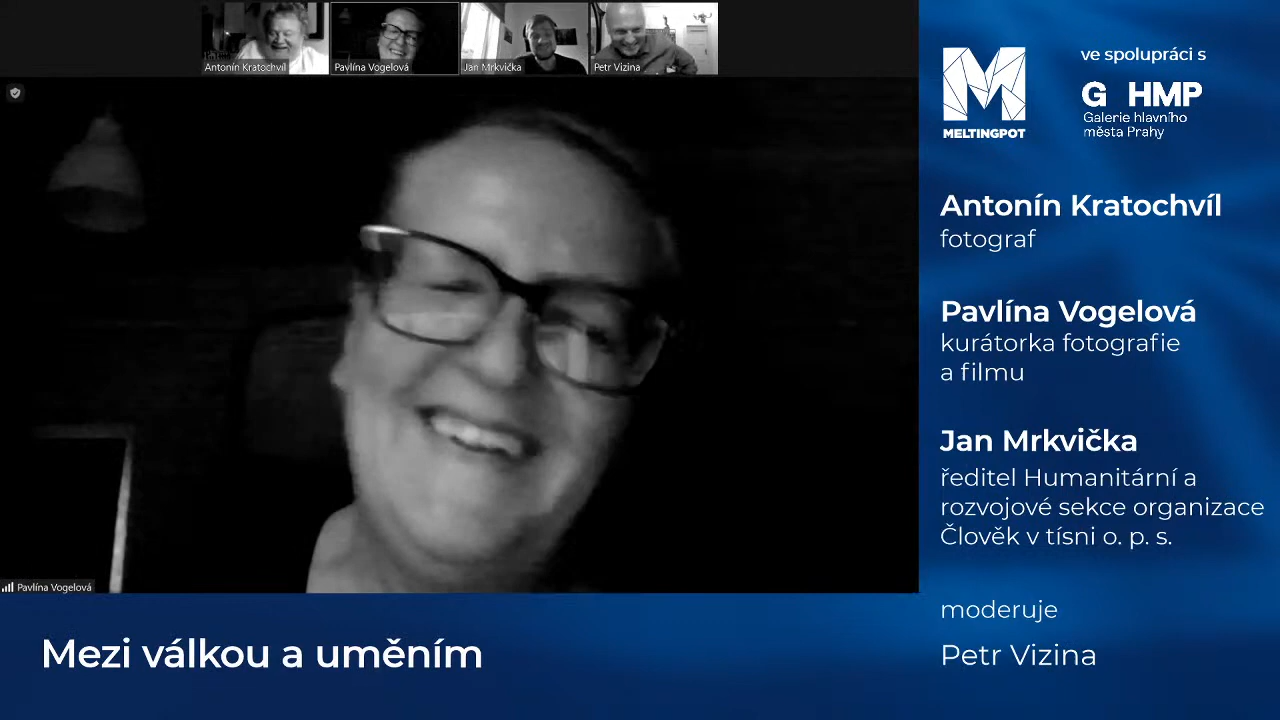 Antonín Kratochvíl
Pavlína Vogelová
Jan Mrkvička
Petr Vizina
MELTINGPOT
ve spolupráci s
G HMP
Galerie hlavního
města Prahy
Antonín Kratochvíl
fotograf
Pavlína Vogelová
kurátorka fotografie
a filmu
Jan Mrkvička
ředitel Humanitární a
rozvojové sekce organizace
Člověk v tísni o. p. s.
moderuje
Petr Vizina
Pavlína Vogelová
Mezi válkou a uměním